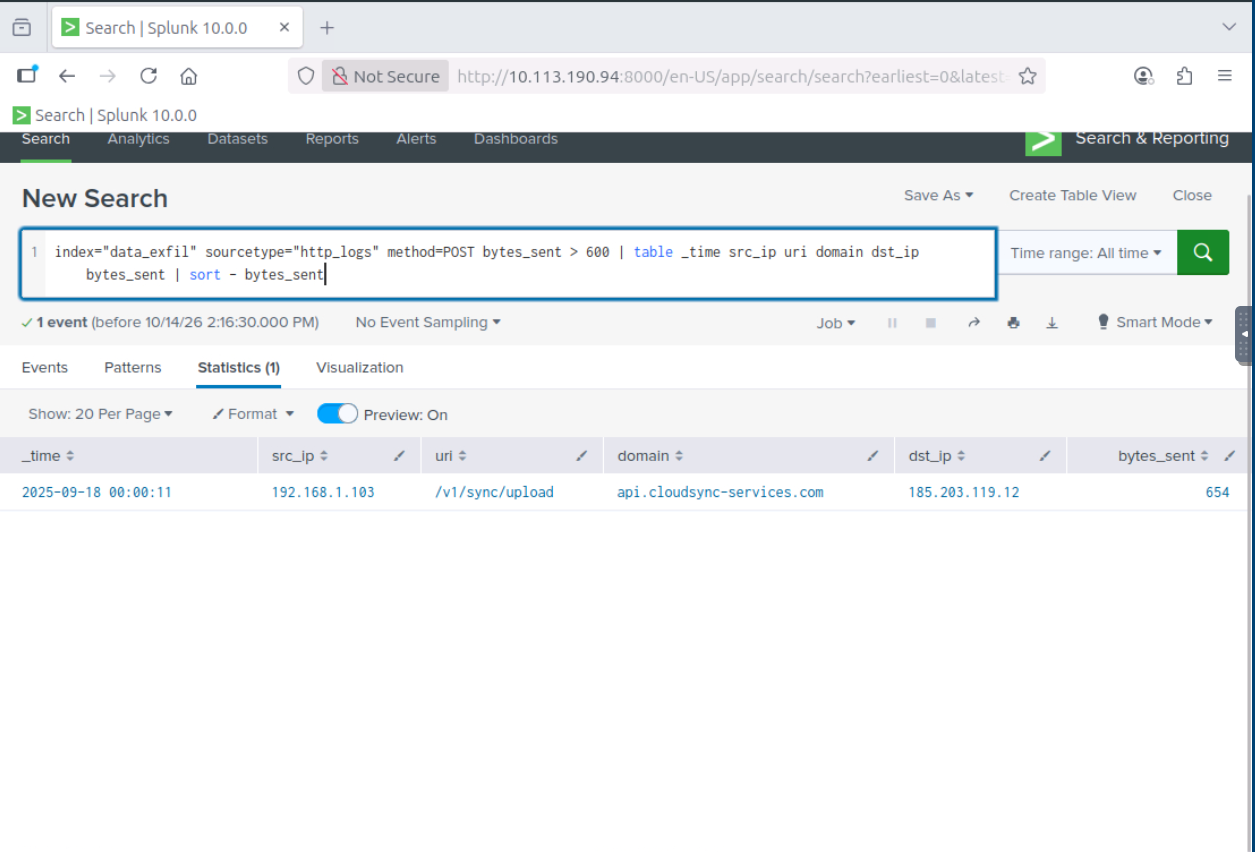 Search | Splunk 10.0.0
Not Secure http://10.113.190.94:8000/en-US/app/search/search?earliest=0&latest=
Search | Splunk 10.0.0
Search Analytics Datasets Reports Alerts Dashboards Search & Reporting
New Search Save As Create Table View Close
1 index="data_exfil" sourcetype="http_logs" method=POST bytes_sent > 600 | table _time src_ip uri domain dst_ip
bytes_sent | sort - bytes_sent
Time range: All time
1 event (before 10/14/26 2:16:30.000 PM) No Event Sampling Job Smart Mode
Events Patterns Statistics (1) Visualization
Show: 20 Per Page Format Preview: On
_time src_ip uri domain dst_ip bytes_sent
2025-09-18 00:00:11 192.168.1.103 /v1/sync/upload api.cloudsync-services.com 185.203.119.12 654